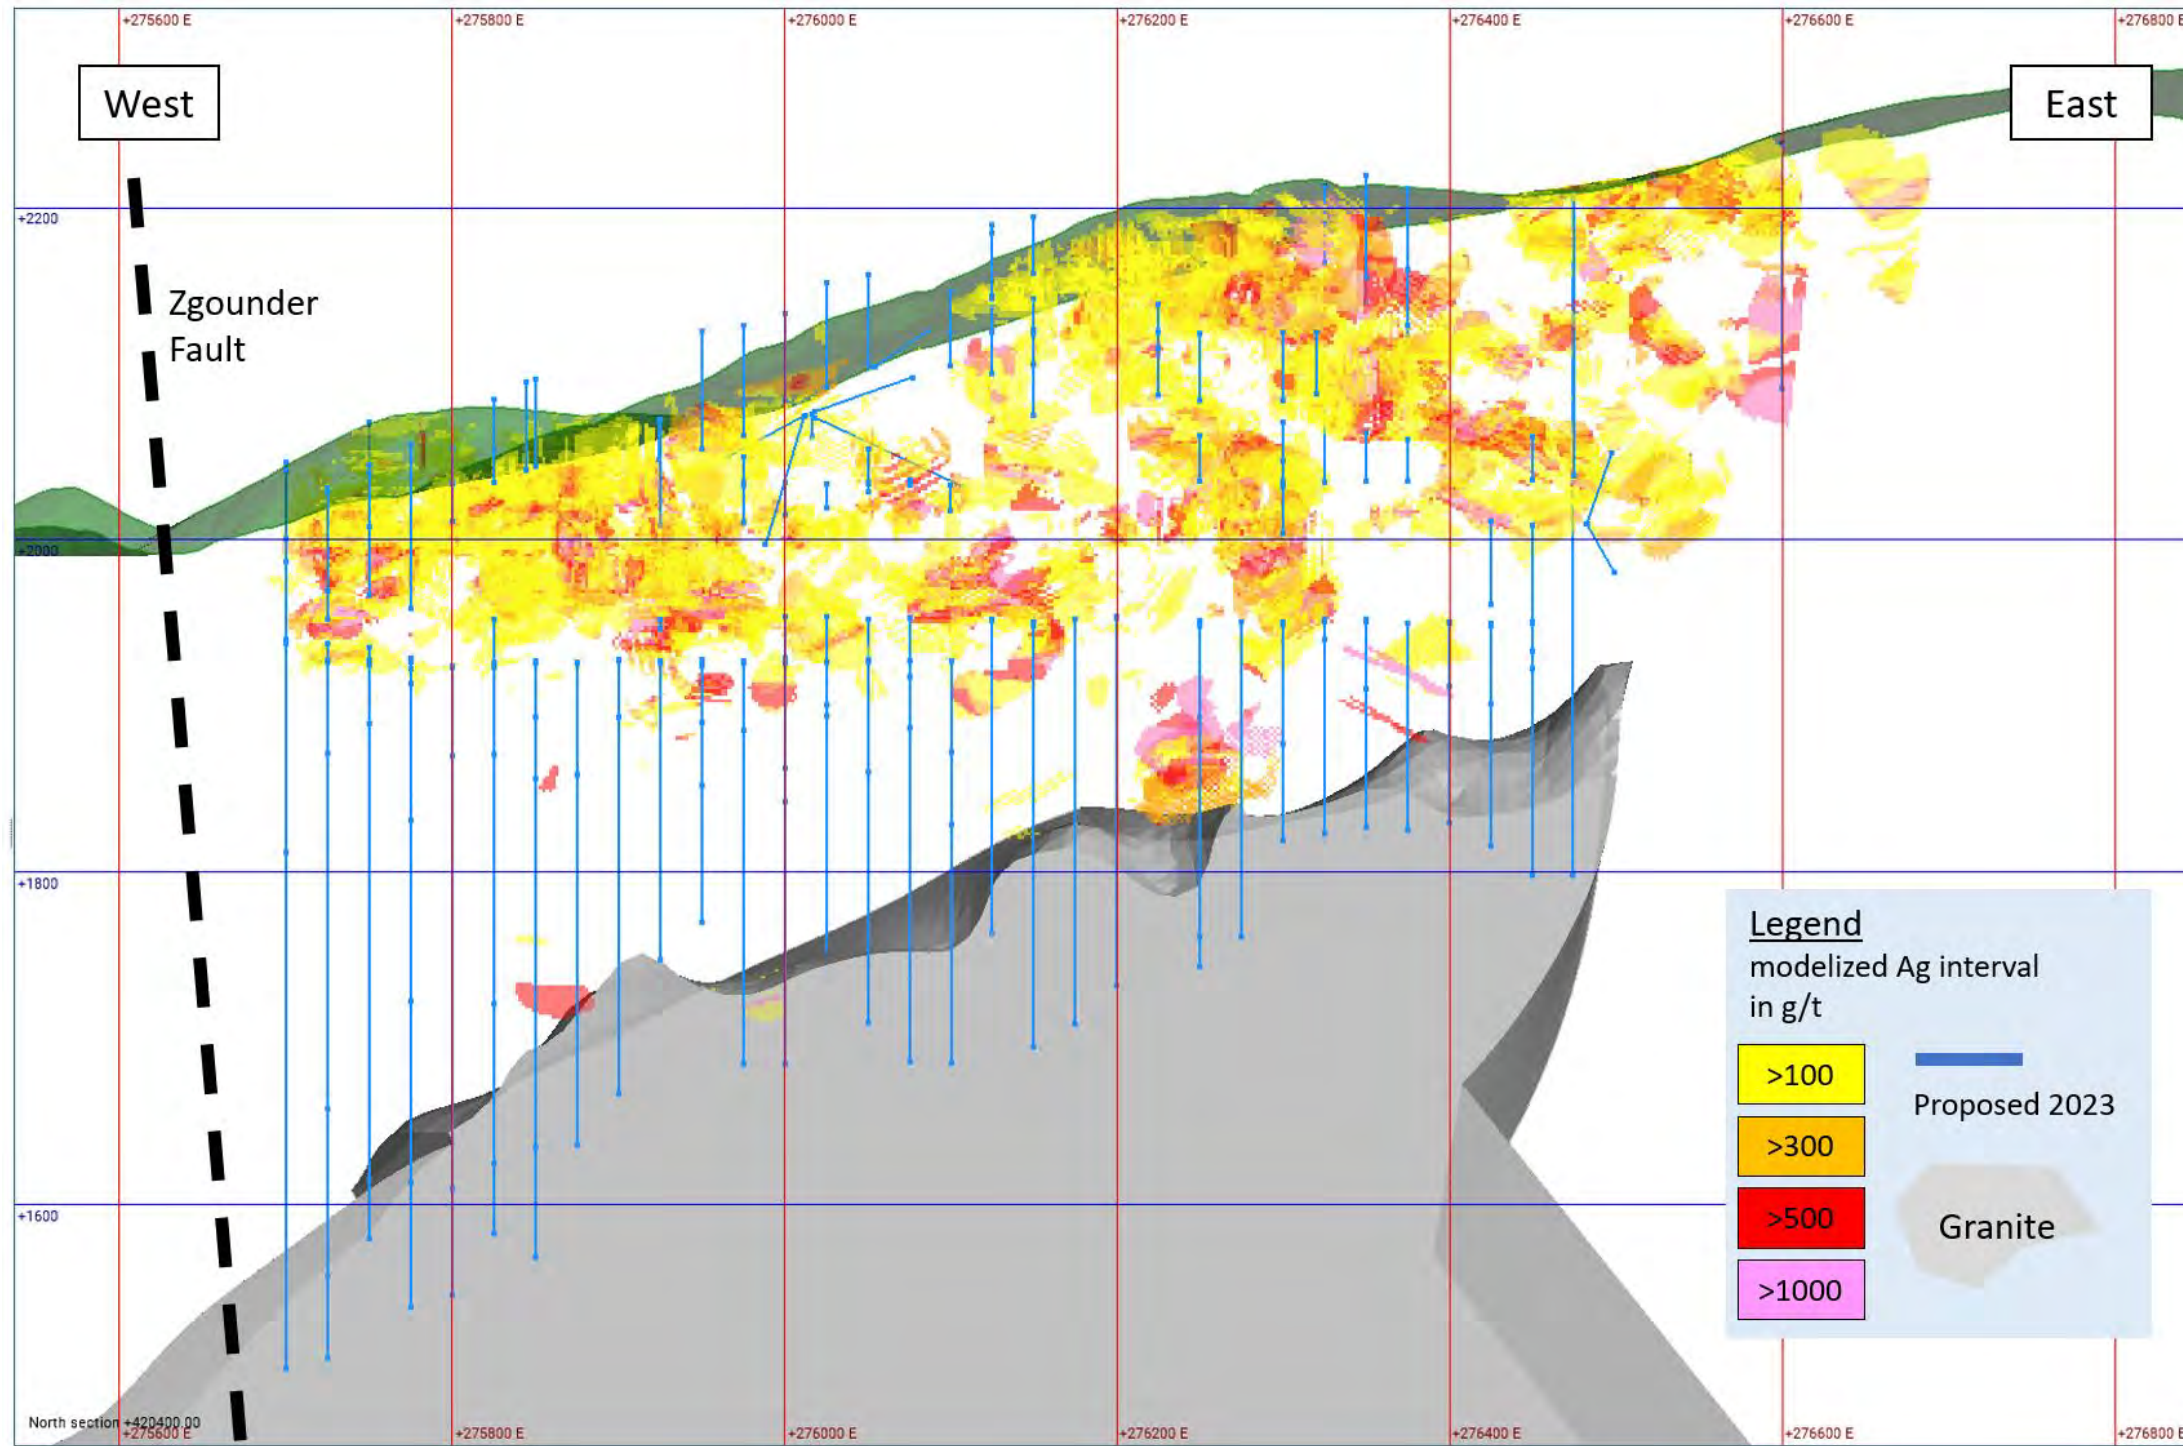 +275600 E
+275800 E
+276000 E
+276200 E
+276400 E
+276600 E
+276800 E
West
East
+2200
Zgounder
Fault
+2000
+1800
+1600
Legend
modelized Ag interval
in g/t
>100
>300
>500
>1000
Proposed 2023
Granite
North section +420400.00
+275600 E
+275800 E
+276000 E
+276200 E
+276400 E
+276600 E
+276800 E